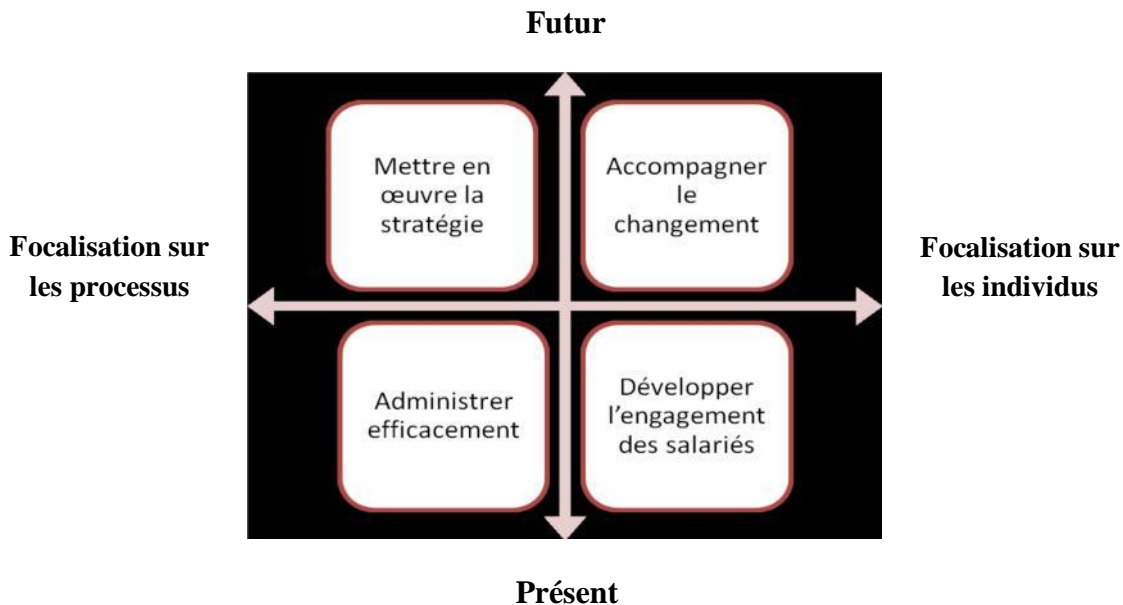 Futur
Mettre en
œuvre la
stratégie
Accompagner
le
changement
Focalisation sur
les processus
Focalisation sur
les individus
Administrer
efficacement
Développer
l’engagement
des salariés
Présent